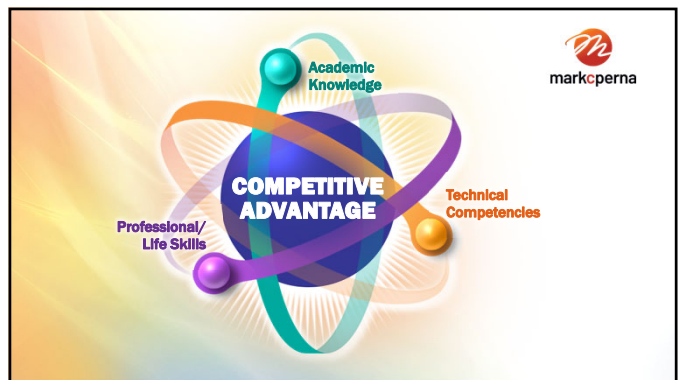 markcperna
Academic
Knowledge
COMPETITIVE
ADVANTAGE
Technical
Competencies
Professional/
Life Skills